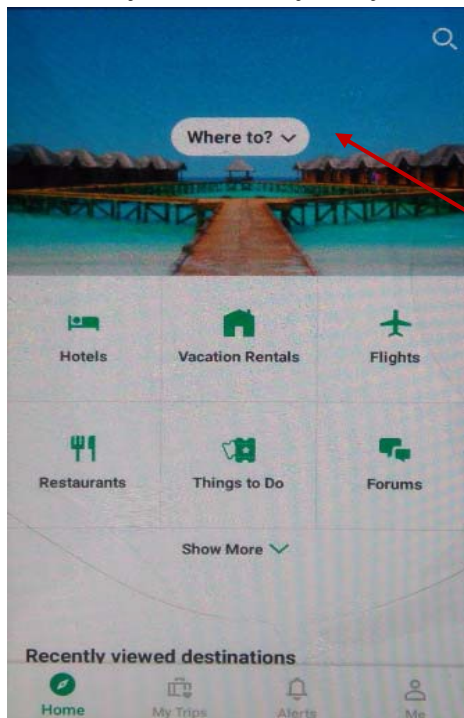 Where to?
Hotels Vacation Rentals Flights
Restaurants Things to Do Forums
Show More
Recently viewed destinations
Home My Trips Alerts Me